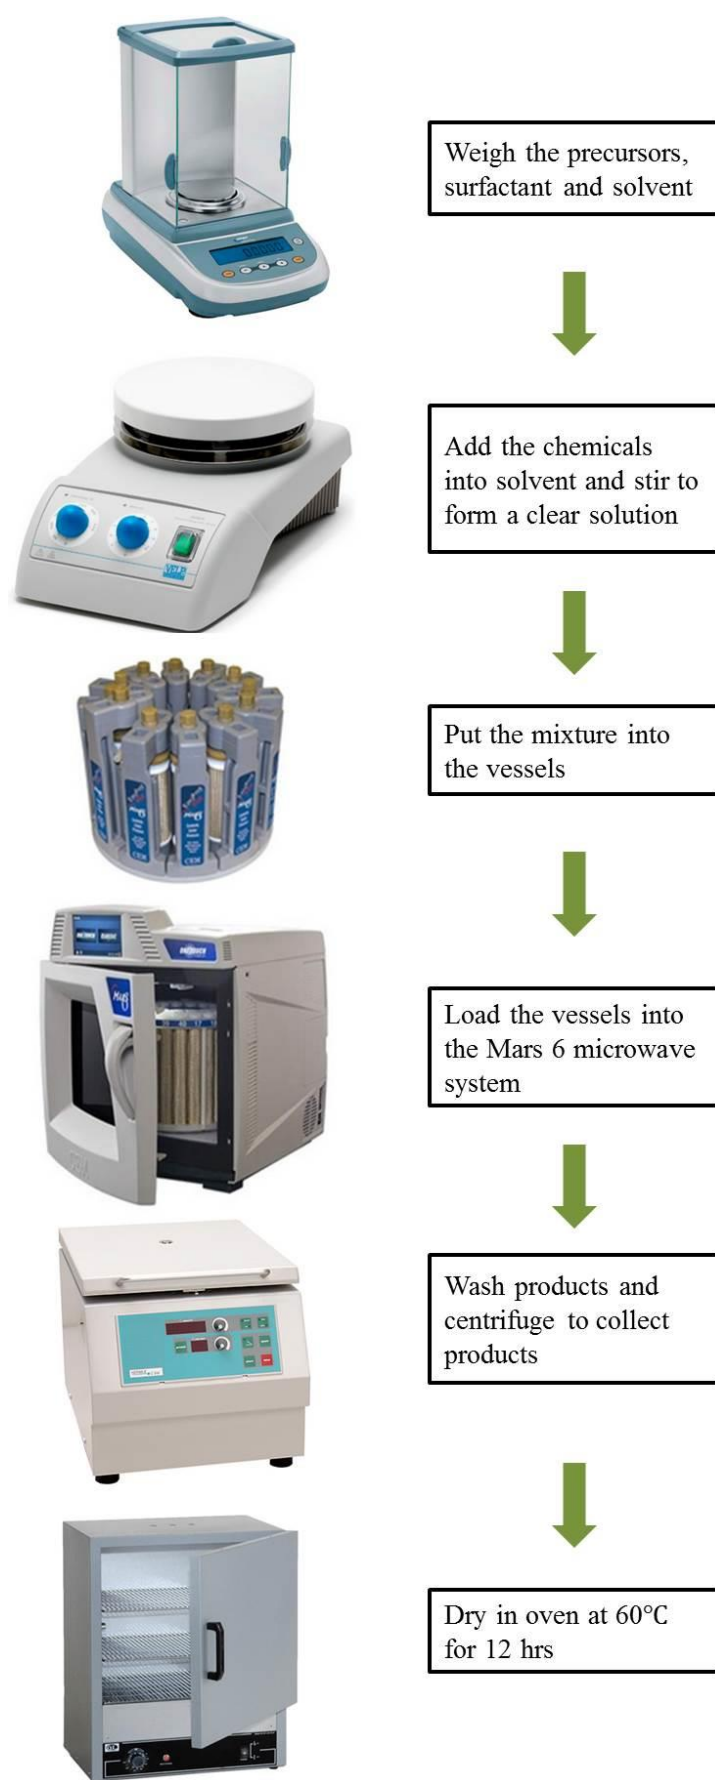 Weigh the precursors,
surfactant and solvent
Add the chemicals
into solvent and stir to
form a clear solution
VELP
Put the mixture into
the vessels
CEM
Load the vessels into
the Mars 6 microwave
system
Wash products and
centrifuge to collect
products
Dry in oven at 60℃
for 12 hrs